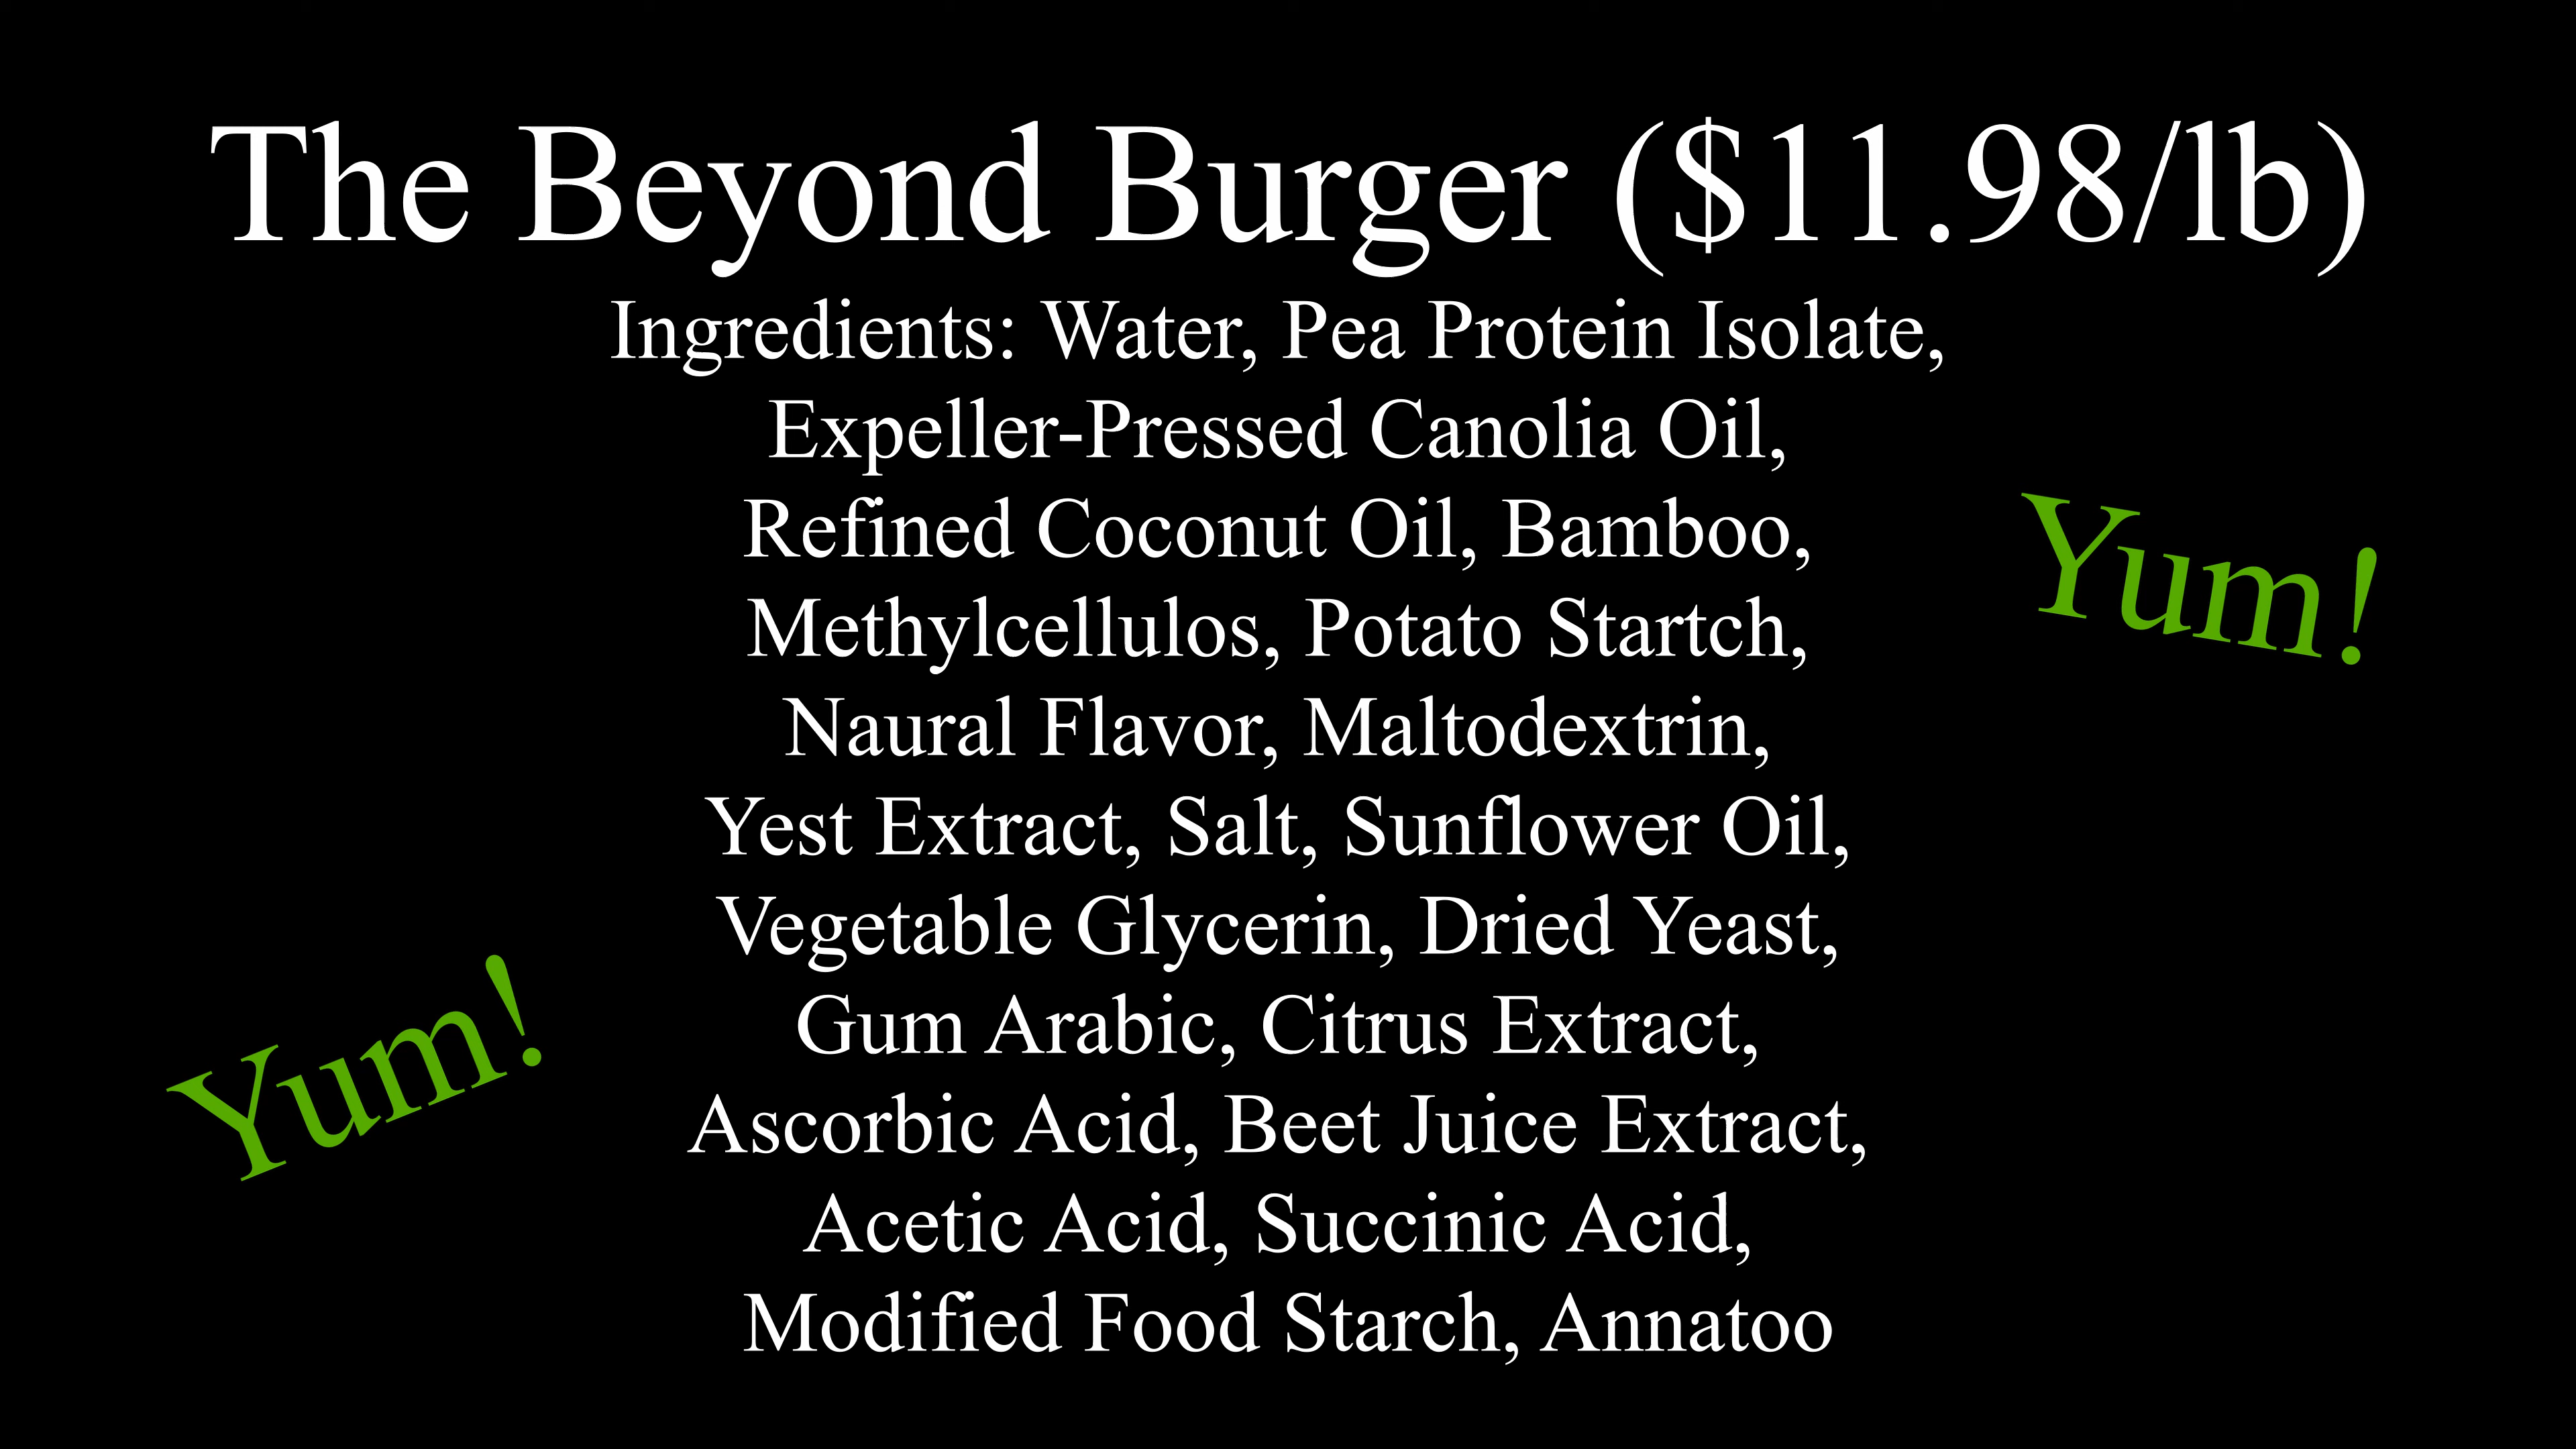 The Beyond Burger ($11.98/lb)
Ingredients: Water, Pea Protein Isolate,
Expeller-Pressed Canolia Oil,
Refined Coconut Oil, Bamboo,
Yum!
Methylcellulos, Potato Startch,
Naural Flavor, Maltodextrin,
Yest Extract, Salt, Sunflower Oil,
Vegetable Glycerin, Dried Yeast,
Gum Arabic, Citrus Extract,
Yum!
Ascorbic Acid, Beet Juice Extract,
Acetic Acid, Succinic Acid,
Modified Food Starch, Annatoo